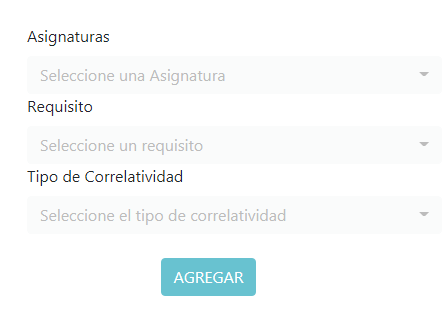 Asignaturas
Seleccione una Asignatura
Requisito
Seleccione un requisito
Tipo de Correlatividad
Seleccione el tipo de correlatividad
AGREGAR